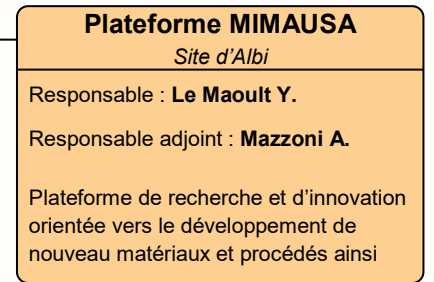 Plateforme MIMAUSA
Site d'Albi
Responsable : Le Maoult Y.
Responsable adjoint : Mazzoni A.
Plateforme de recherche et d'innovation
orientée vers le développement de
nouveau matériaux et procédés ainsi